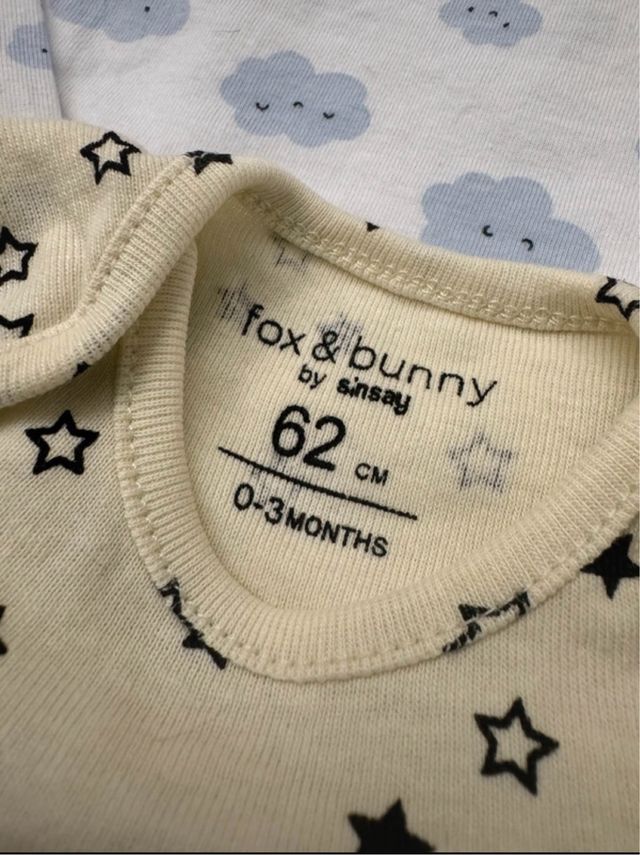 fox & bunny
by sinsay
62 CM
0-3 MONTHS